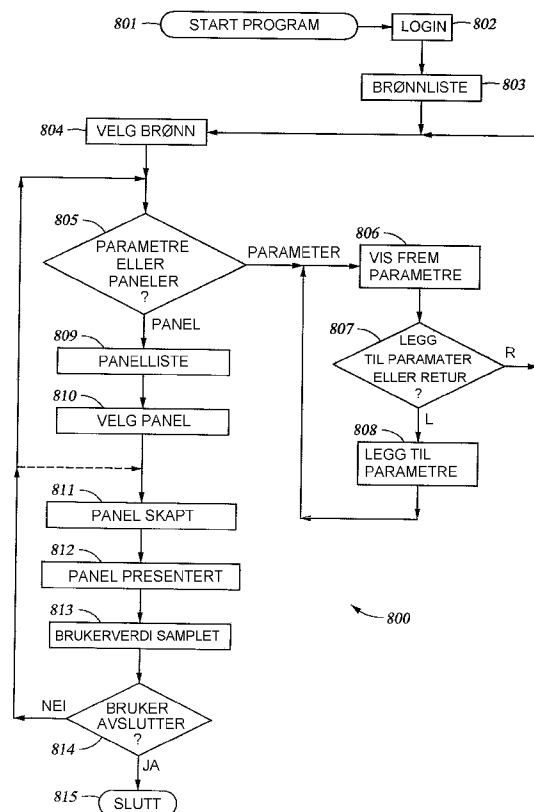 801
START PROGRAM
LOGIN
802
BRØNNLISTE
803
804
VELG BRØNN
805
PARAMETRE
ELLER
PANELER
?
PARAMETER
806
VIS FREM
PARAMETRE
807
LEGG
TIL PARAMATER
ELLER RETUR
?
R
L
808
LEGG TIL
PARAMETRE
PANEL
809
PANELLISTE
810
VELG PANEL
811
PANEL SKAPT
812
PANEL PRESENTERT
813
BRUKERVERDI SAMPLET
800
NEI
BRUKER
AVSLUTTER
?
814
JA
815
SLUTT